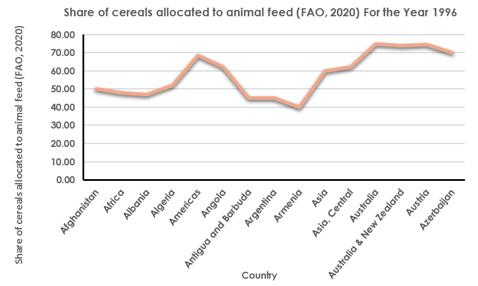 Share of cereals allocated to animal feed (FAO, 2020) For the Year 1996
Share of cereals allocated to animal feed (FAO, 2020)
80.00
70.00
60.00
50.00
40.00
30.00
20.00
10.00
0.00
Afghanistan
Africa
Albania
Algeria
Americas
Angola
Antigua and Barbuda
Argentina
Armenia
Asia
Asia, Central
Australia
Australia & New Zealand
Austria
Azerbaijan
Country